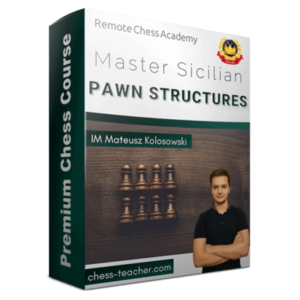 Remote Chess Academy
Master Sicilian
PAWN STRUCTURES
IM Mateusz Kolosowski
chess-teacher.com
Premium Chess Course